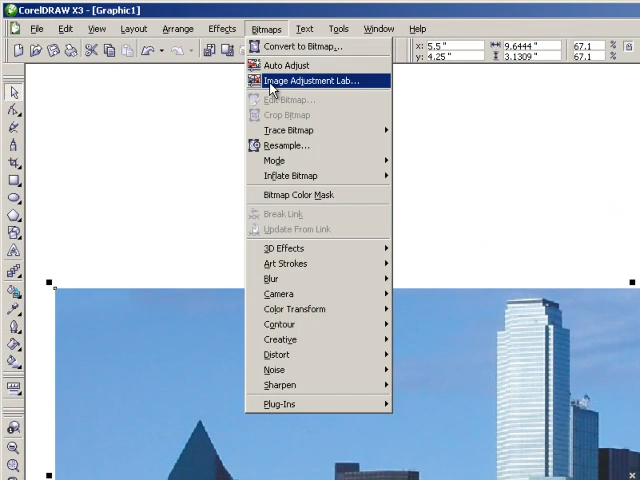 CorelDRAW X3 - [Graphic1]
File Edit View Layout Arrange Effects Bitmaps Text Tools Window Help
x: 5.5" 9.6444" 67.1 %
y: 4.25" 3.1309" 67.1 %
Convert to Bitmap...
Auto Adjust
Image Adjustment Lab...
Edit Bitmap...
Crop Bitmap
Trace Bitmap
Resample...
Mode
Inflate Bitmap
Bitmap Color Mask
Break Link
Update From Link
3D Effects
Art Strokes
Blur
Camera
Color Transform
Contour
Creative
Distort
Noise
Sharpen
Plug-Ins